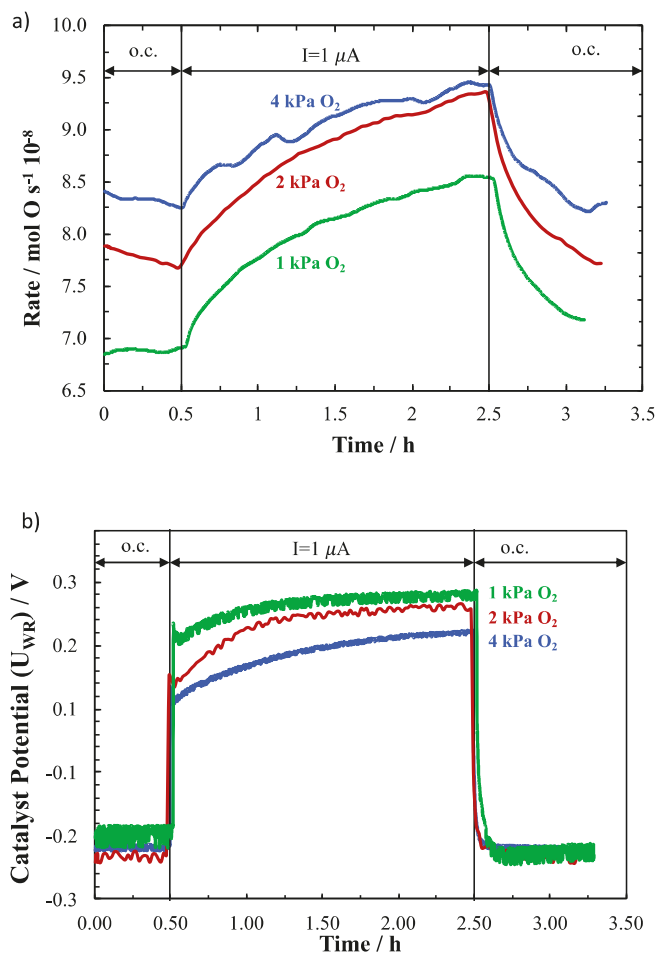 a)
10.0
9.5
9.0
8.5
8.0
7.5
7.0
6.5
Rate / mol O s⁻¹ 10⁻⁸
o.c.
I=1 μA
o.c.
4 kPa O₂
2 kPa O₂
1 kPa O₂
0 0.5 1 1.5 2 2.5 3 3.5
Time / h
b)
o.c.
I=1 μA
o.c.
0.3
0.2
0.1
-0.1
-0.2
-0.3
Catalyst Potential (U_WR) / V
1 kPa O₂
2 kPa O₂
4 kPa O₂
0.00 0.50 1.00 1.50 2.00 2.50 3.00 3.50
Time / h